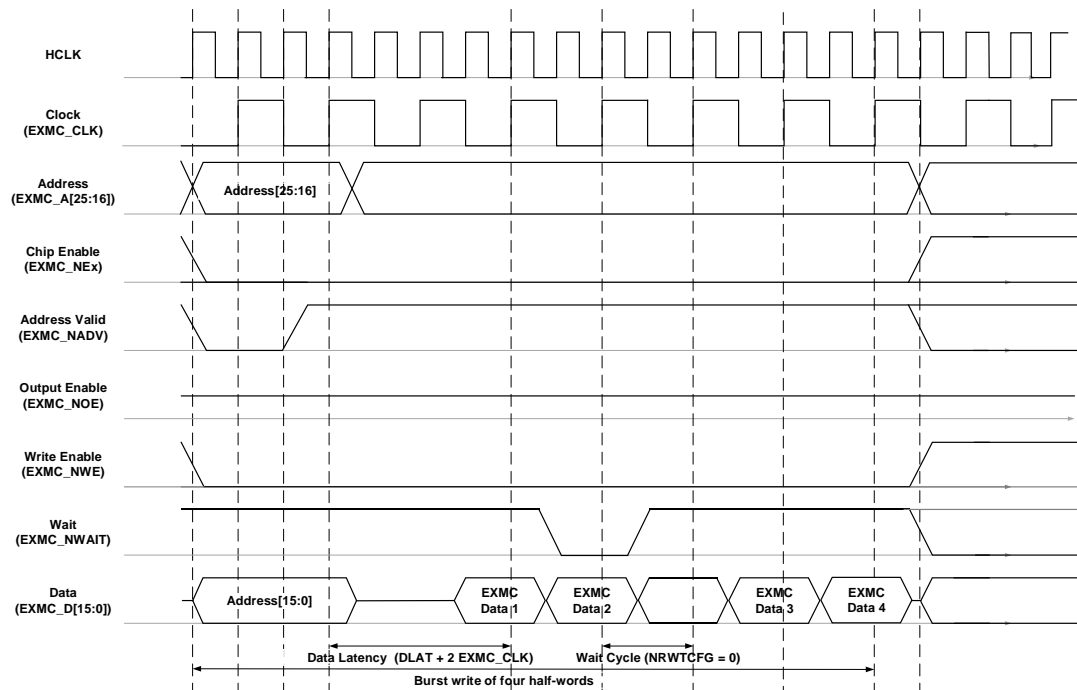 HCLK
Clock
(EXMC_CLK)
Address
(EXMC_A[25:16])
Address[25:16]
Chip Enable
(EXMC_NEx)
Address Valid
(EXMC_NADV)
Output Enable
(EXMC_NOE)
Write Enable
(EXMC_NWE)
Wait
(EXMC_NWAIT)
Data
(EXMC_D[15:0])
Address[15:0]
EXMC
Data 1
EXMC
Data 2
EXMC
Data 3
EXMC
Data 4
Data Latency (DLAT + 2 EXMC_CLK)
Wait Cycle (NRWTCFG = 0)
Burst write of four half-words